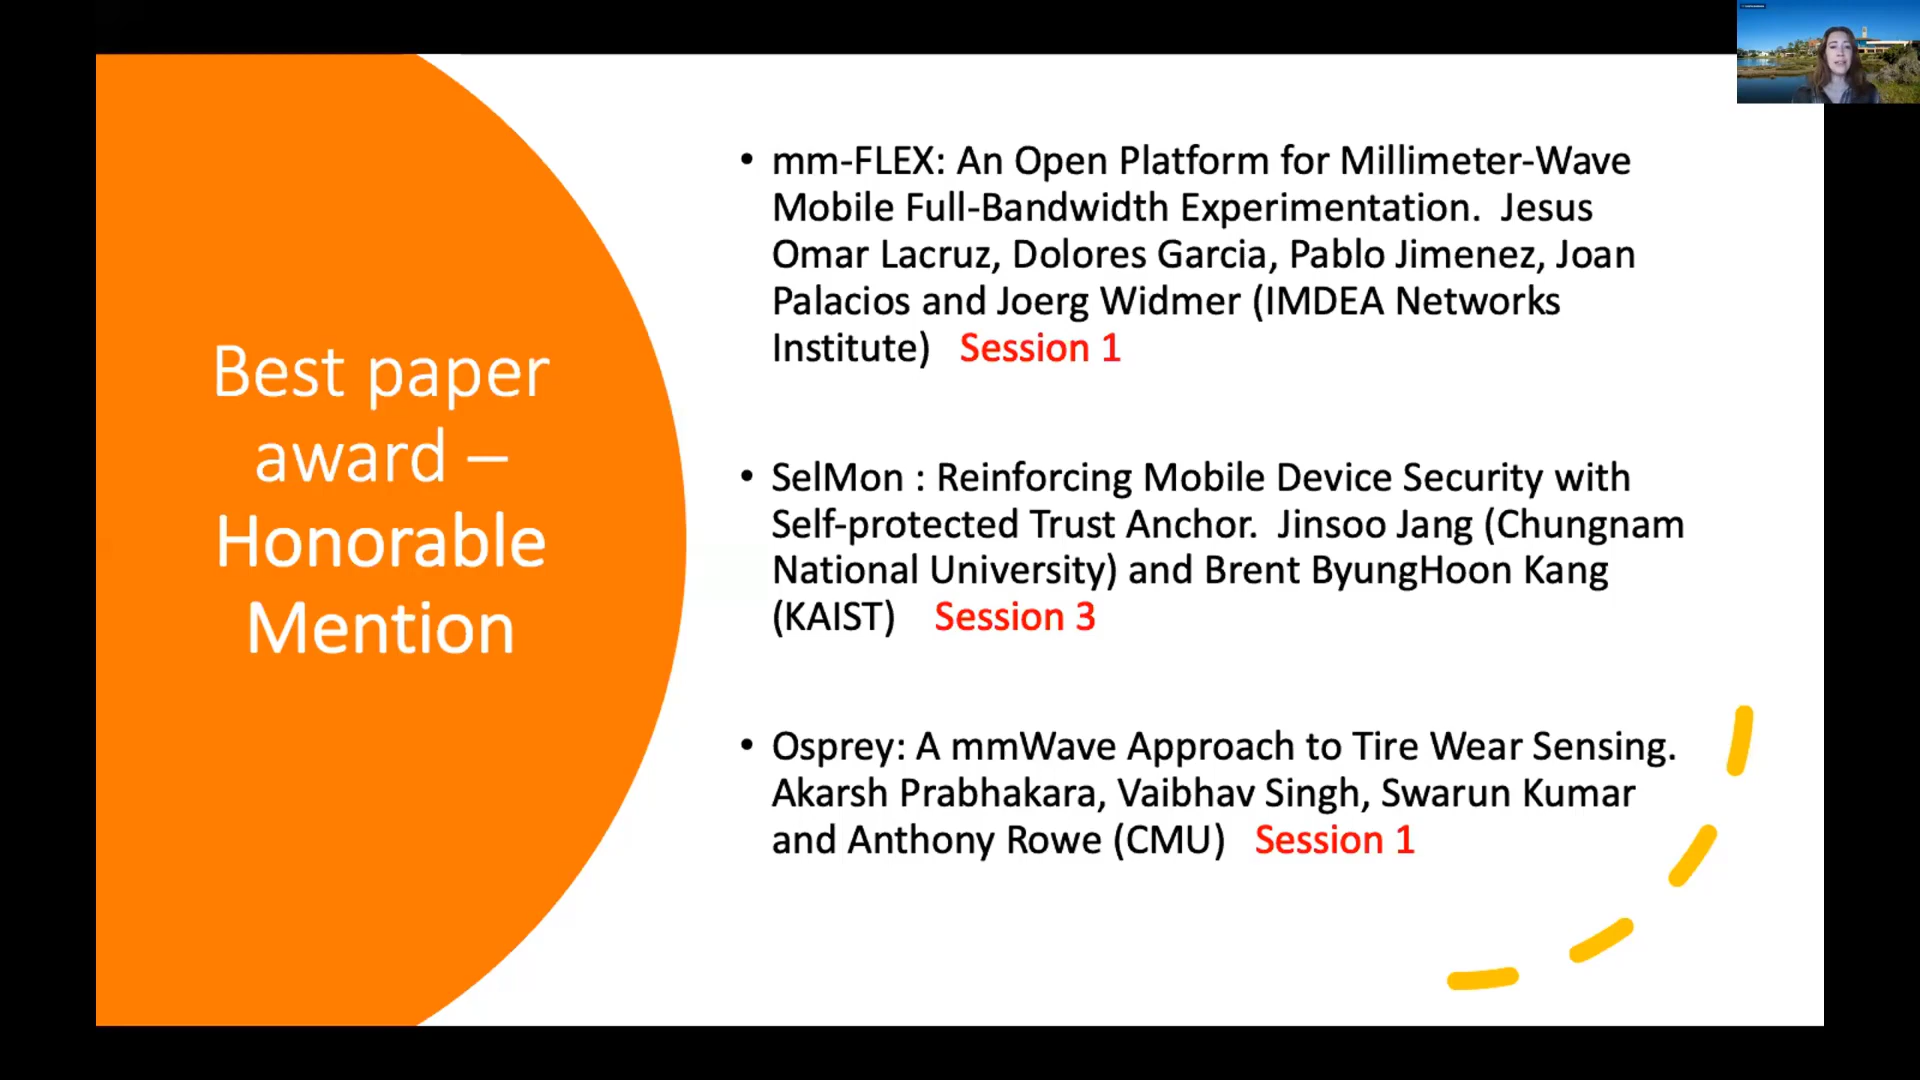 Best paper
award –
Honorable
Mention
• mm-FLEX: An Open Platform for Millimeter-Wave
Mobile Full-Bandwidth Experimentation. Jesus
Omar Lacruz, Dolores Garcia, Pablo Jimenez, Joan
Palacios and Joerg Widmer (IMDEA Networks
Institute) Session 1
• SelMon : Reinforcing Mobile Device Security with
Self-protected Trust Anchor. Jinsoo Jang (Chungnam
National University) and Brent ByungHoon Kang
(KAIST) Session 3
• Osprey: A mmWave Approach to Tire Wear Sensing.
Akarsh Prabhakara, Vaibhav Singh, Swarun Kumar
and Anthony Rowe (CMU) Session 1